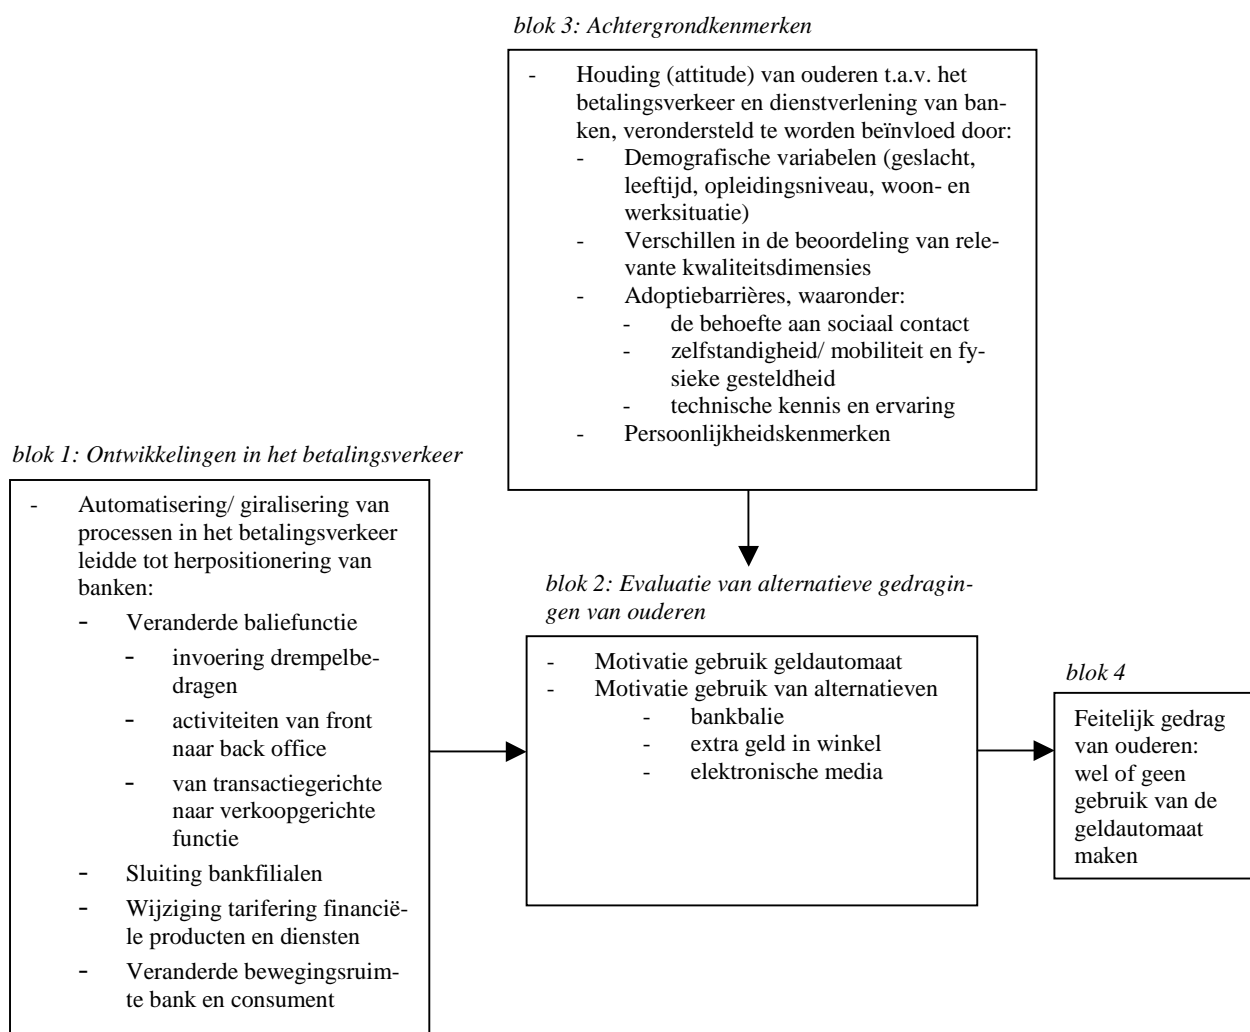 blok 3: Achtergrondkenmerken
- Houding (attitude) van ouderen t.a.v. het
betalingsverkeer en dienstverlening van ban-
ken, verondersteld te worden beïnvloed door:
- Demografische variabelen (geslacht,
leeftijd, opleidingsniveau, woon- en
werksituatie)
- Verschillen in de beoordeling van rele-
vante kwaliteitsdimensies
- Adoptiebarrières, waaronder:
- de behoefte aan sociaal contact
- zelfstandigheid/ mobiliteit en fy-
sieke gesteldheid
- technische kennis en ervaring
- Persoonlijkheidskenmerken
blok 1: Ontwikkelingen in het betalingsverkeer
- Automatisering/ giralisering van
processen in het betalingsverkeer
leidde tot herpositionering van
banken:
- Veranderde baliefunctie
- invoering drempelbe-
dragen
- activiteiten van front
naar back office
- van transactiegerichte
naar verkoopgerichte
functie
- Sluiting bankfilialen
- Wijziging tarifering financië-
le producten en diensten
- Veranderde bewegingsruim-
te bank en consument
blok 2: Evaluatie van alternatieve gedragin-
gen van ouderen
- Motivatie gebruik geldautomaat
- Motivatie gebruik van alternatieven
- bankbalie
- extra geld in winkel
- elektronische media
blok 4
Feitelijk gedrag
van ouderen:
wel of geen
gebruik van de
geldautomaat
maken